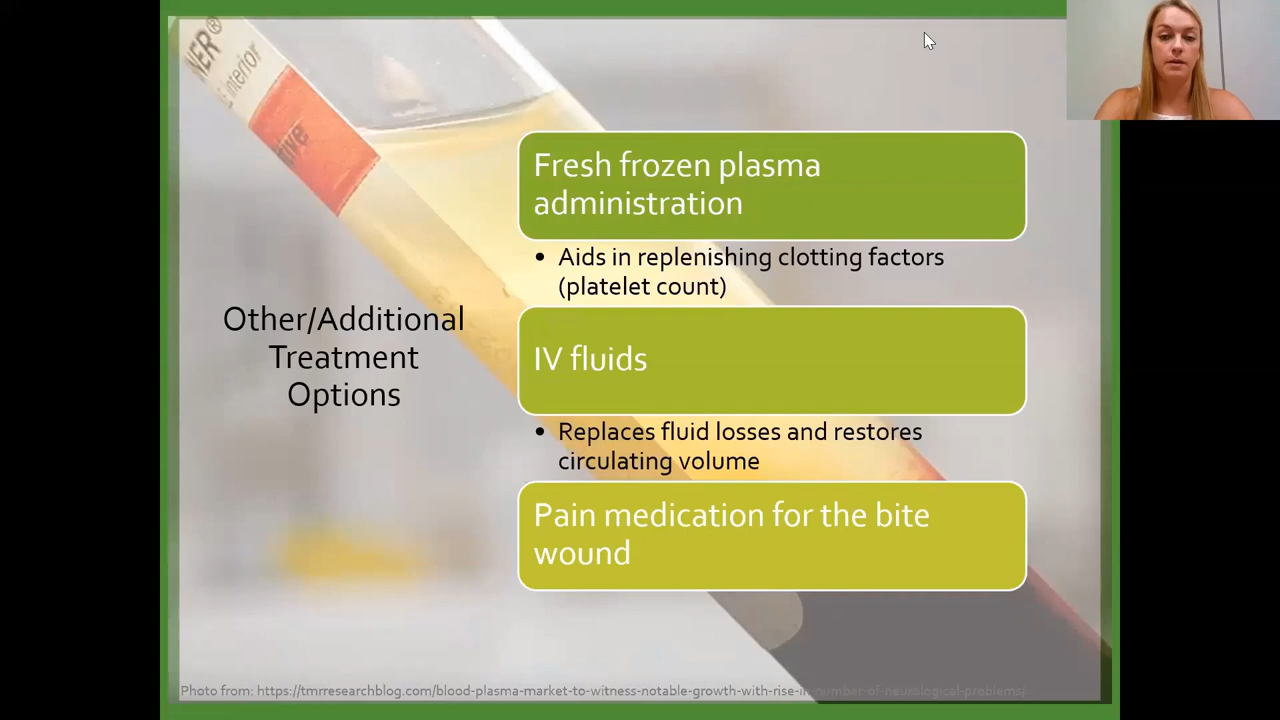 NER®
interior
Other/Additional
Treatment
Options
Fresh frozen plasma
administration
• Aids in replenishing clotting factors
(platelet count)
IV fluids
• Replaces fluid losses and restores
circulating volume
Pain medication for the bite
wound
Photo from: https://tmrresearchblog.com/blood-plasma-market-to-witness-notable-growth-with-rise-in-number-of-neurological-problems/